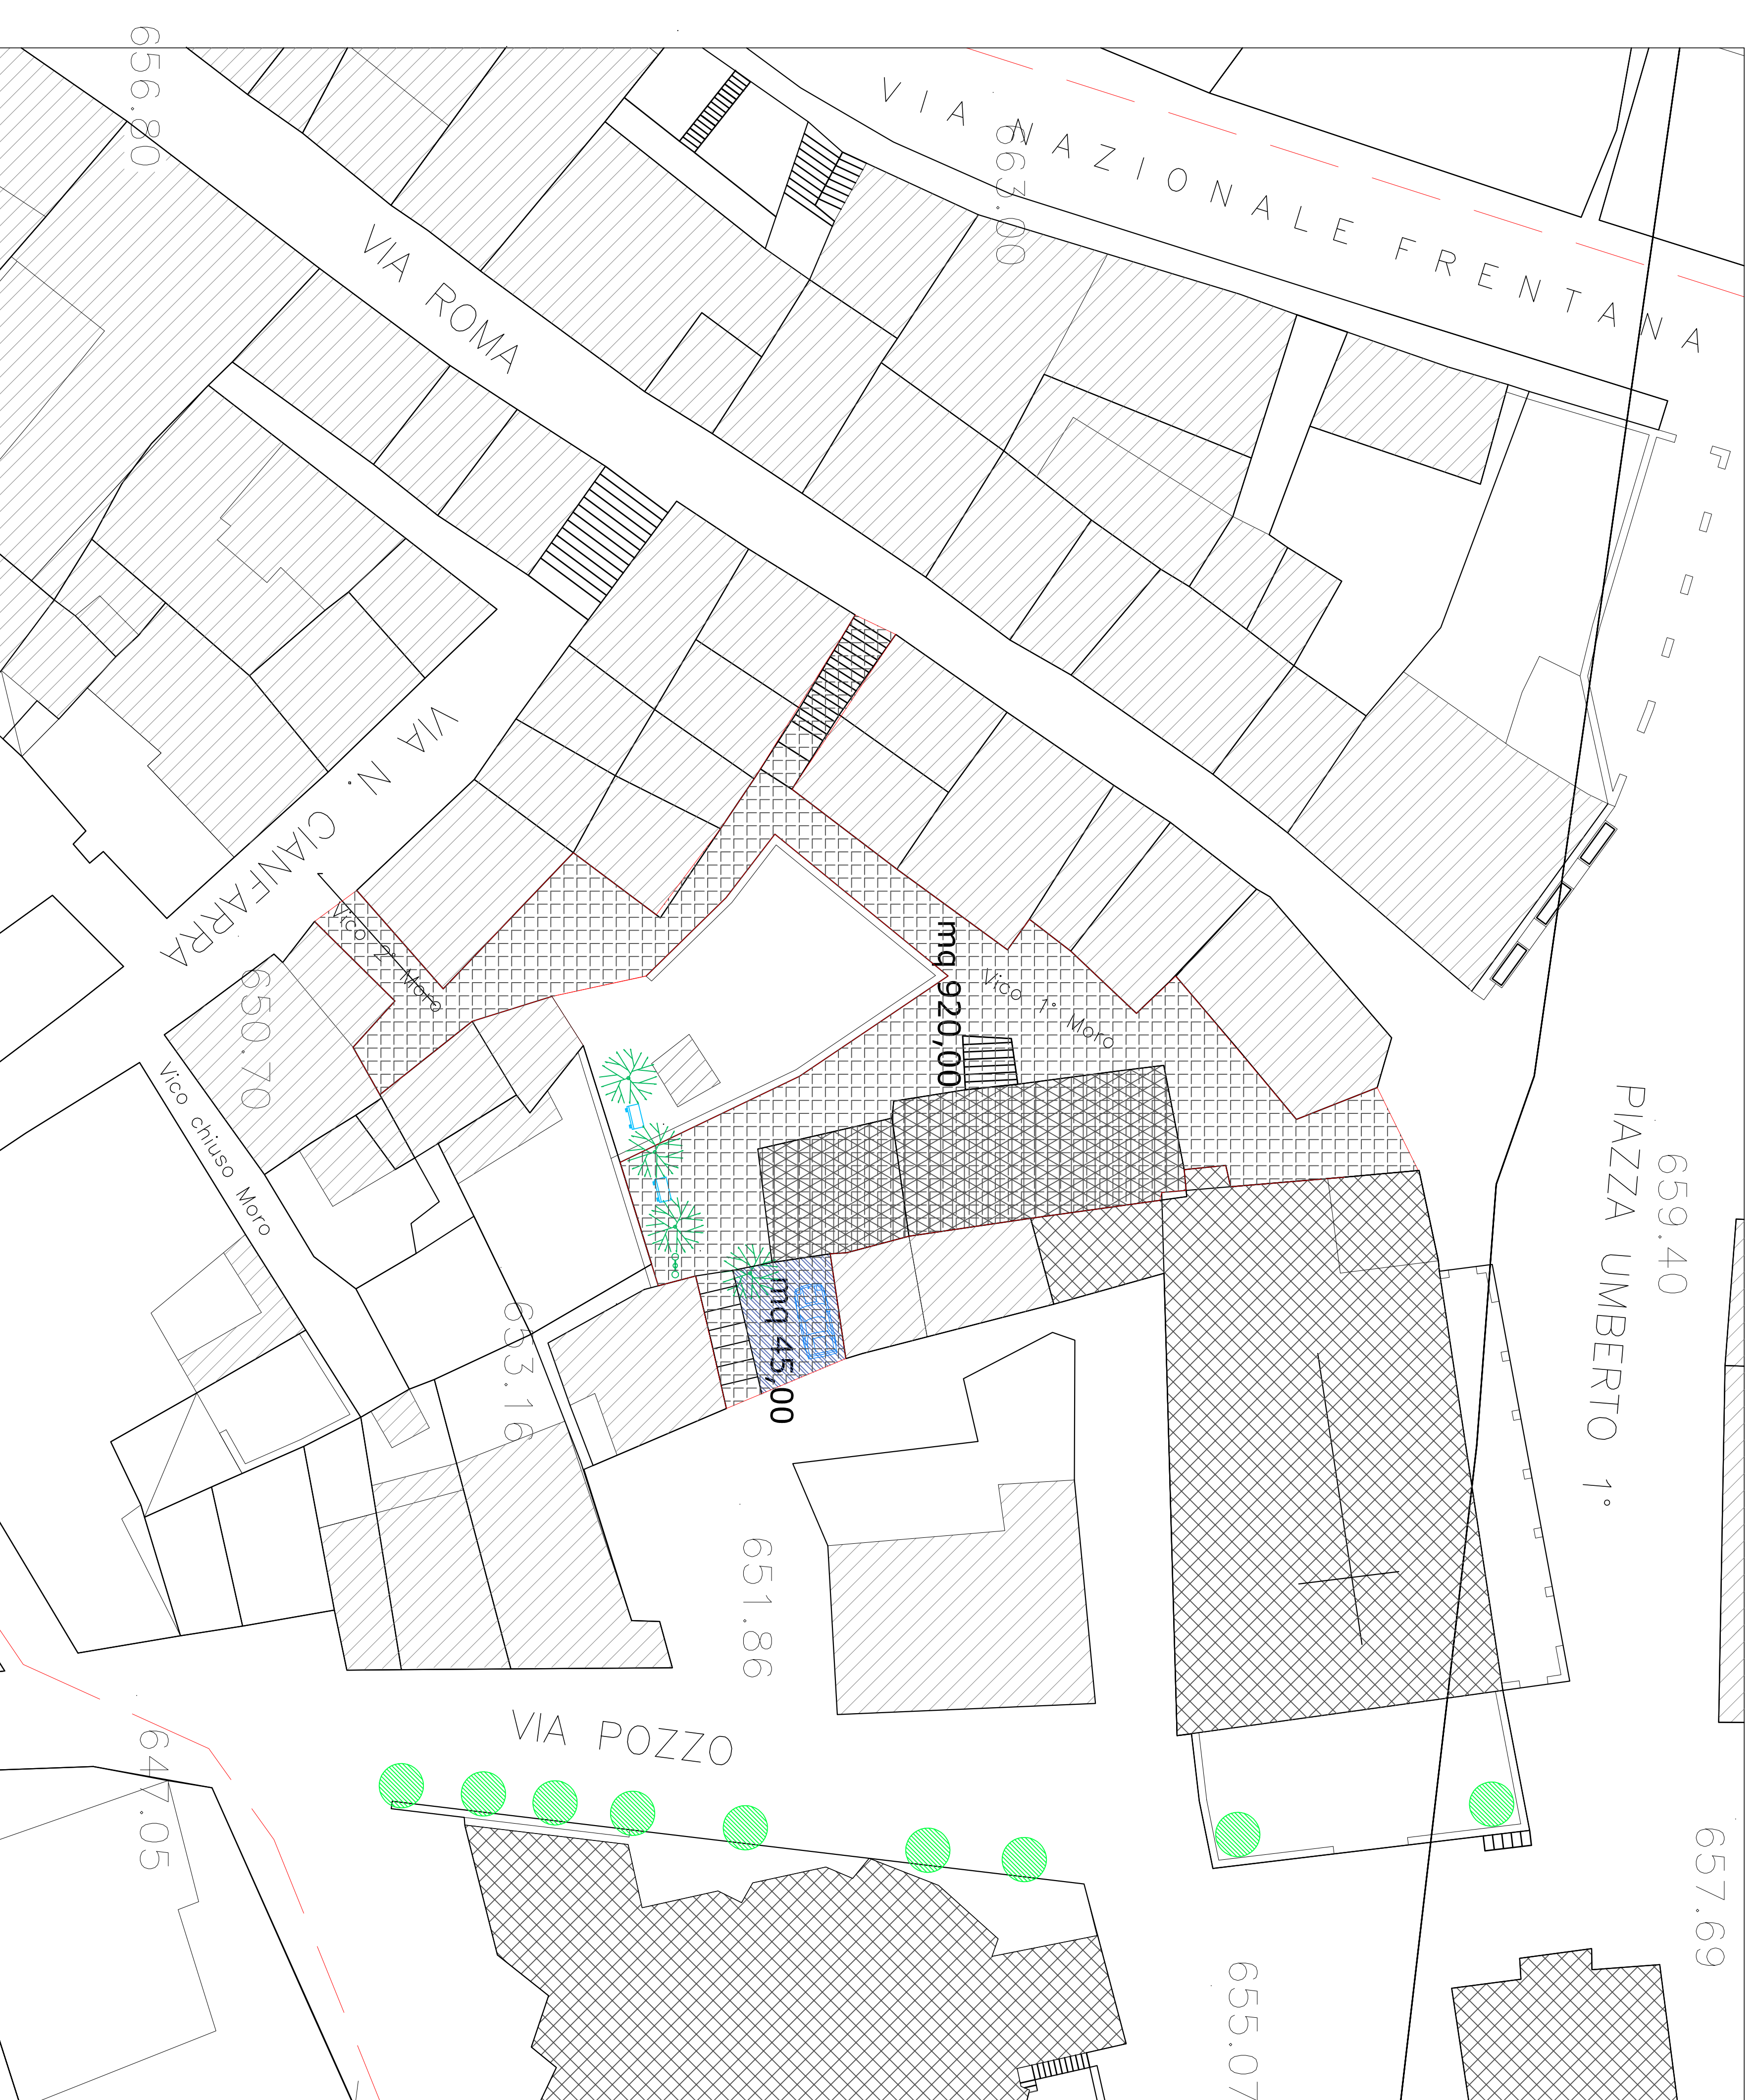 656.80
VIA NAZIONALE FRENTANA
663.00
VIA ROMA
VIA N. CIANFARRA
Vico 2° Moro
mq 920,00
Vico 1° Moro
650.70
Vico chiuso Moro
PIAZZA UMBERTO 1°
659.40
mq 45,00
653.16
651.86
VIA POZZO
647.05
657.69
655.07